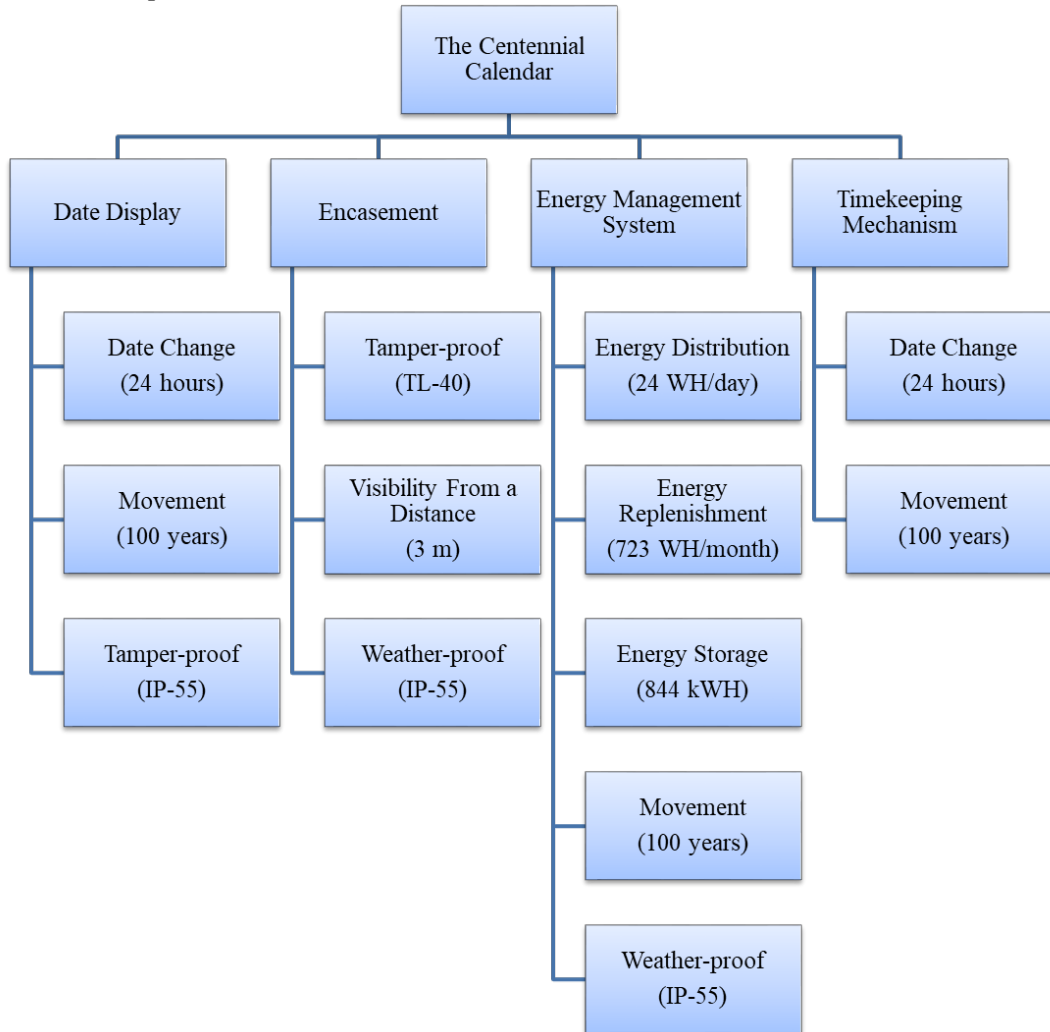 The Centennial
Calendar
Date Display
Encasement
Energy Management
System
Timekeeping
Mechanism
Date Change
(24 hours)
Movement
(100 years)
Tamper-proof
(IP-55)
Tamper-proof
(TL-40)
Visibility From a
Distance
(3 m)
Weather-proof
(IP-55)
Energy Distribution
(24 WH/day)
Energy
Replenishment
(723 WH/month)
Energy Storage
(844 kWH)
Movement
(100 years)
Weather-proof
(IP-55)
Date Change
(24 hours)
Movement
(100 years)